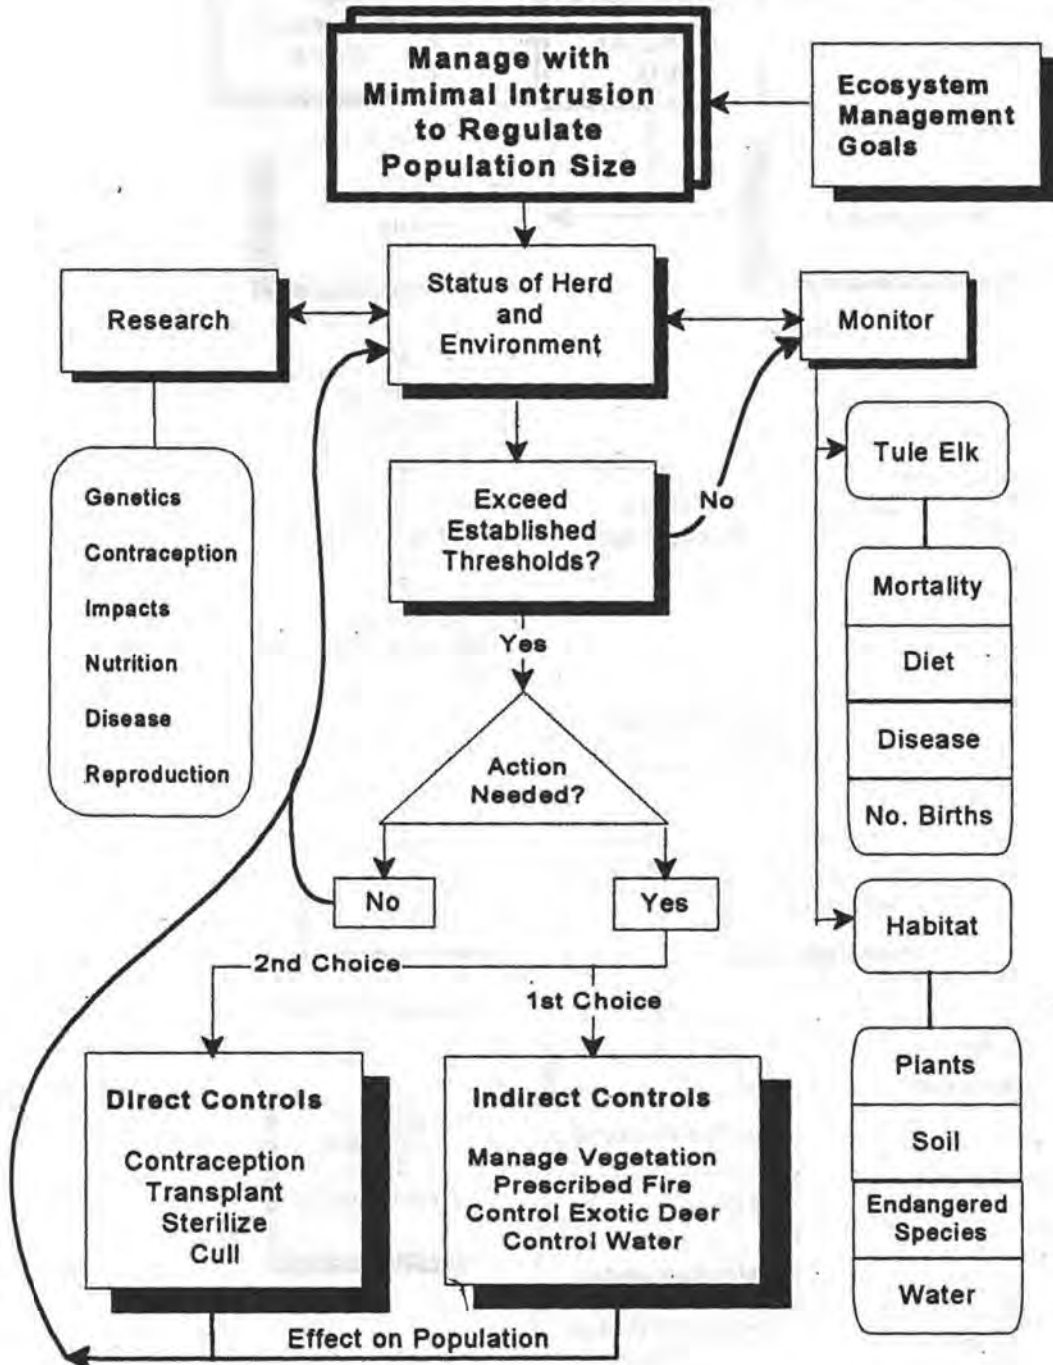 Manage with
Mimimal Intrusion
to Regulate
Population Size
Ecosystem
Management
Goals
Research
Status of Herd
and
Environment
Monitor
Genetics
Contraception
Impacts
Nutrition
Disease
Reproduction
Exceed
Established
Thresholds?
No
Yes
Tule Elk
Mortality
Diet
Disease
No. Births
Action
Needed?
No
Yes
Habitat
2nd Choice
1st Choice
Direct Controls
Contraception
Transplant
Sterilize
Cull
Indirect Controls
Manage Vegetation
Prescribed Fire
Control Exotic Deer
Control Water
Plants
Soil
Endangered
Species
Water
Effect on Population